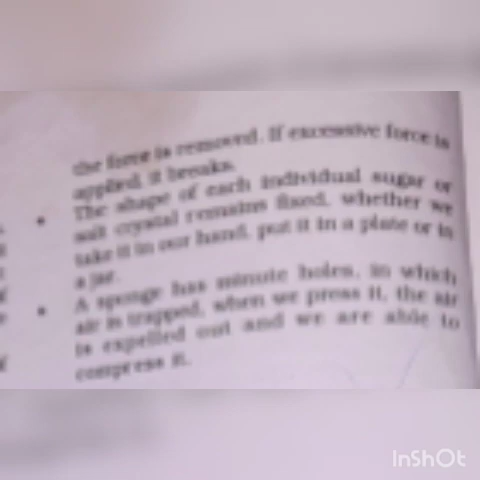 the force is removed. If excessive force is
applied, it breaks.
• The shape of each individual sugar or
salt crystal remains fixed, whether we
take it in our hand, put it in a plate or in
a jar.
• A sponge has minute holes, in which
air is trapped, when we press it, the air
is expelled out and we are able to
compress it.
InShOt